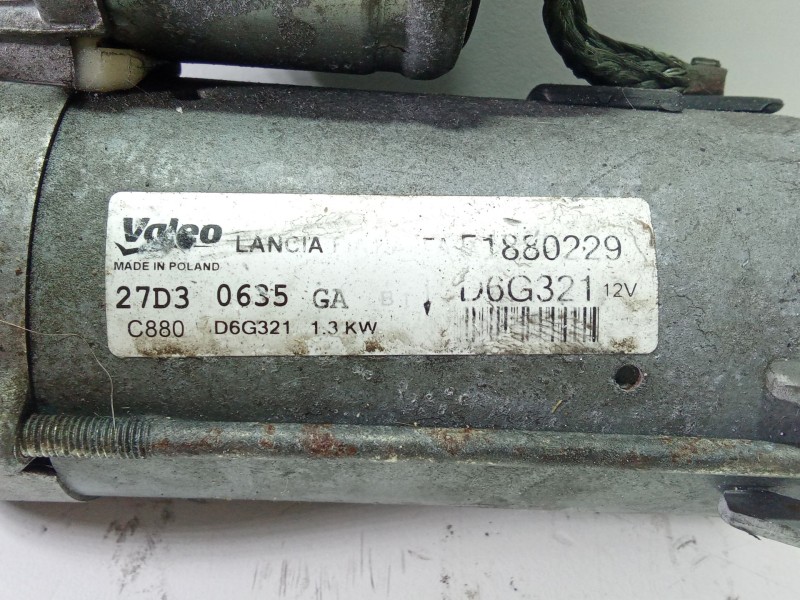 Valeo LANCIA 51880229
MADE IN POLAND
D6G321 12V
27D3 0635 GA
C880 D6G321 1.3 KW